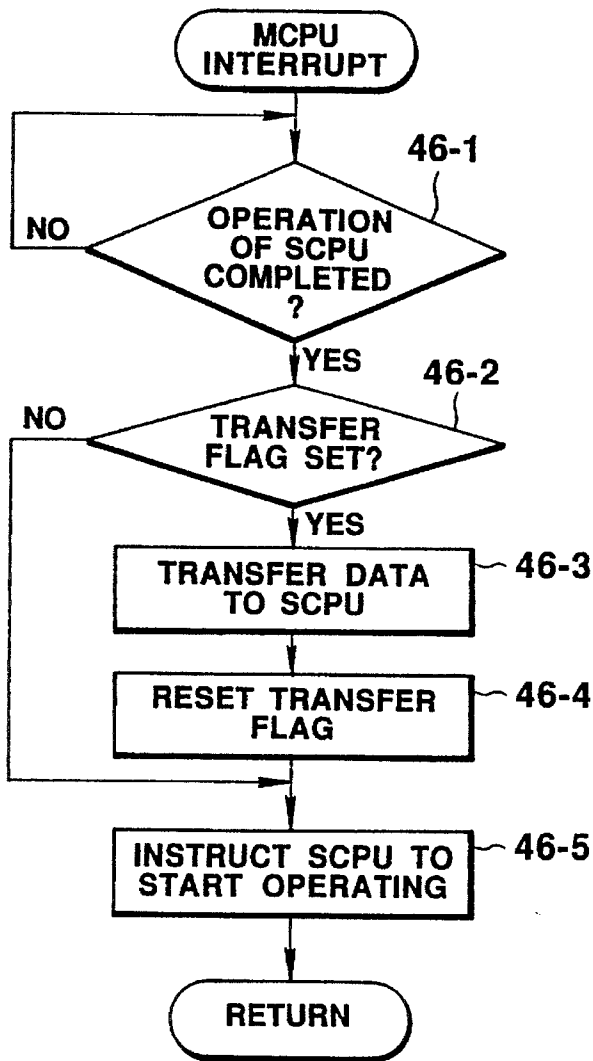 MCPU
INTERRUPT
46-1
NO
OPERATION
OF SCPU
COMPLETED
?
YES
46-2
NO
TRANSFER
FLAG SET?
YES
TRANSFER DATA
TO SCPU
46-3
RESET TRANSFER
FLAG
46-4
INSTRUCT SCPU TO
START OPERATING
46-5
RETURN